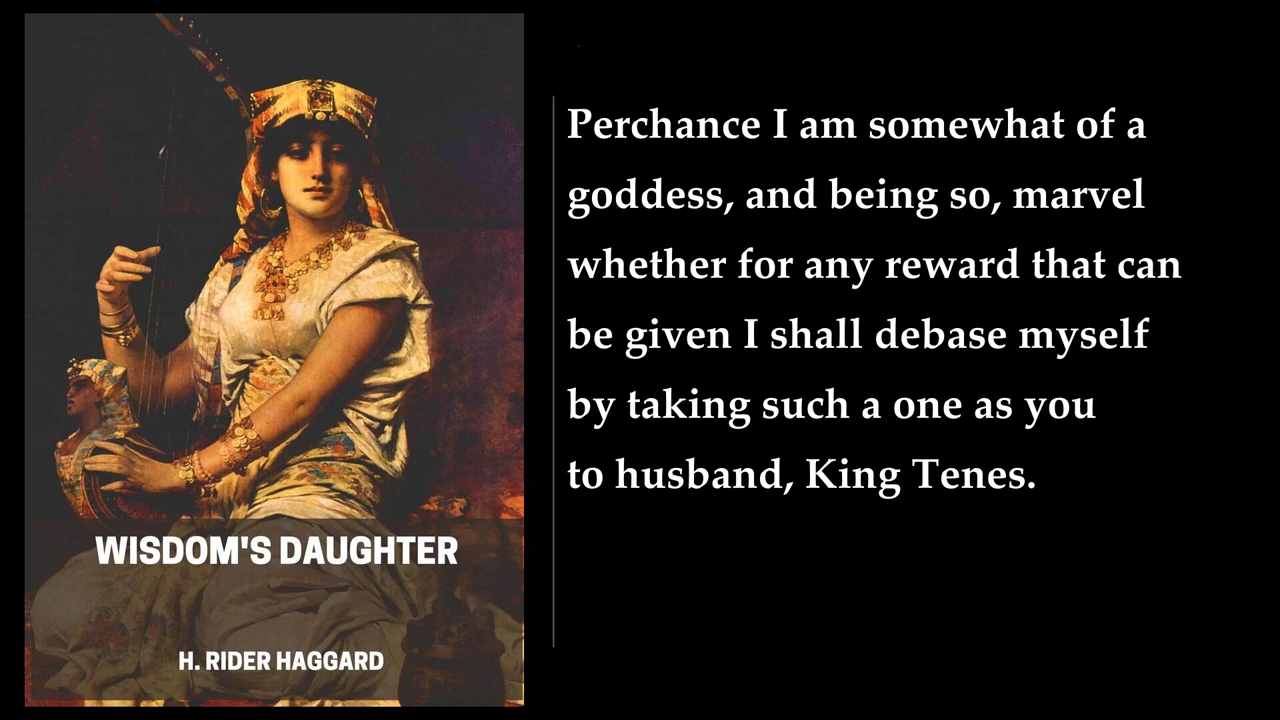 WISDOM'S DAUGHTER
H. RIDER HAGGARD
Perchance I am somewhat of a
goddess, and being so, marvel
whether for any reward that can
be given I shall debase myself
by taking such a one as you
to husband, King Tenes.